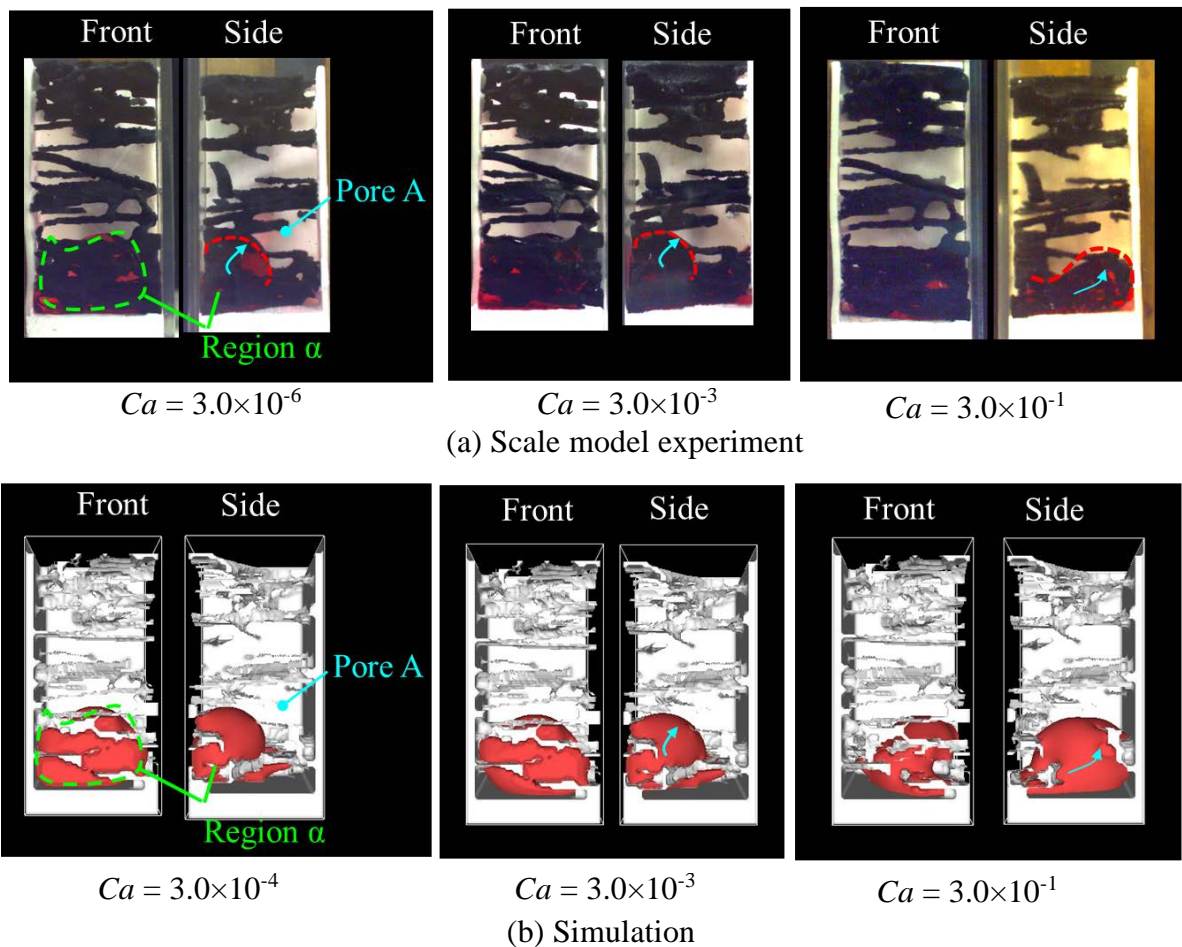 Front Side
Front Side
Front Side
Pore A
Region α
Ca = 3.0×10⁻⁶
Ca = 3.0×10⁻³
Ca = 3.0×10⁻¹
(a) Scale model experiment
Front Side
Front Side
Front Side
Pore A
Region α
Ca = 3.0×10⁻⁴
Ca = 3.0×10⁻³
Ca = 3.0×10⁻¹
(b) Simulation